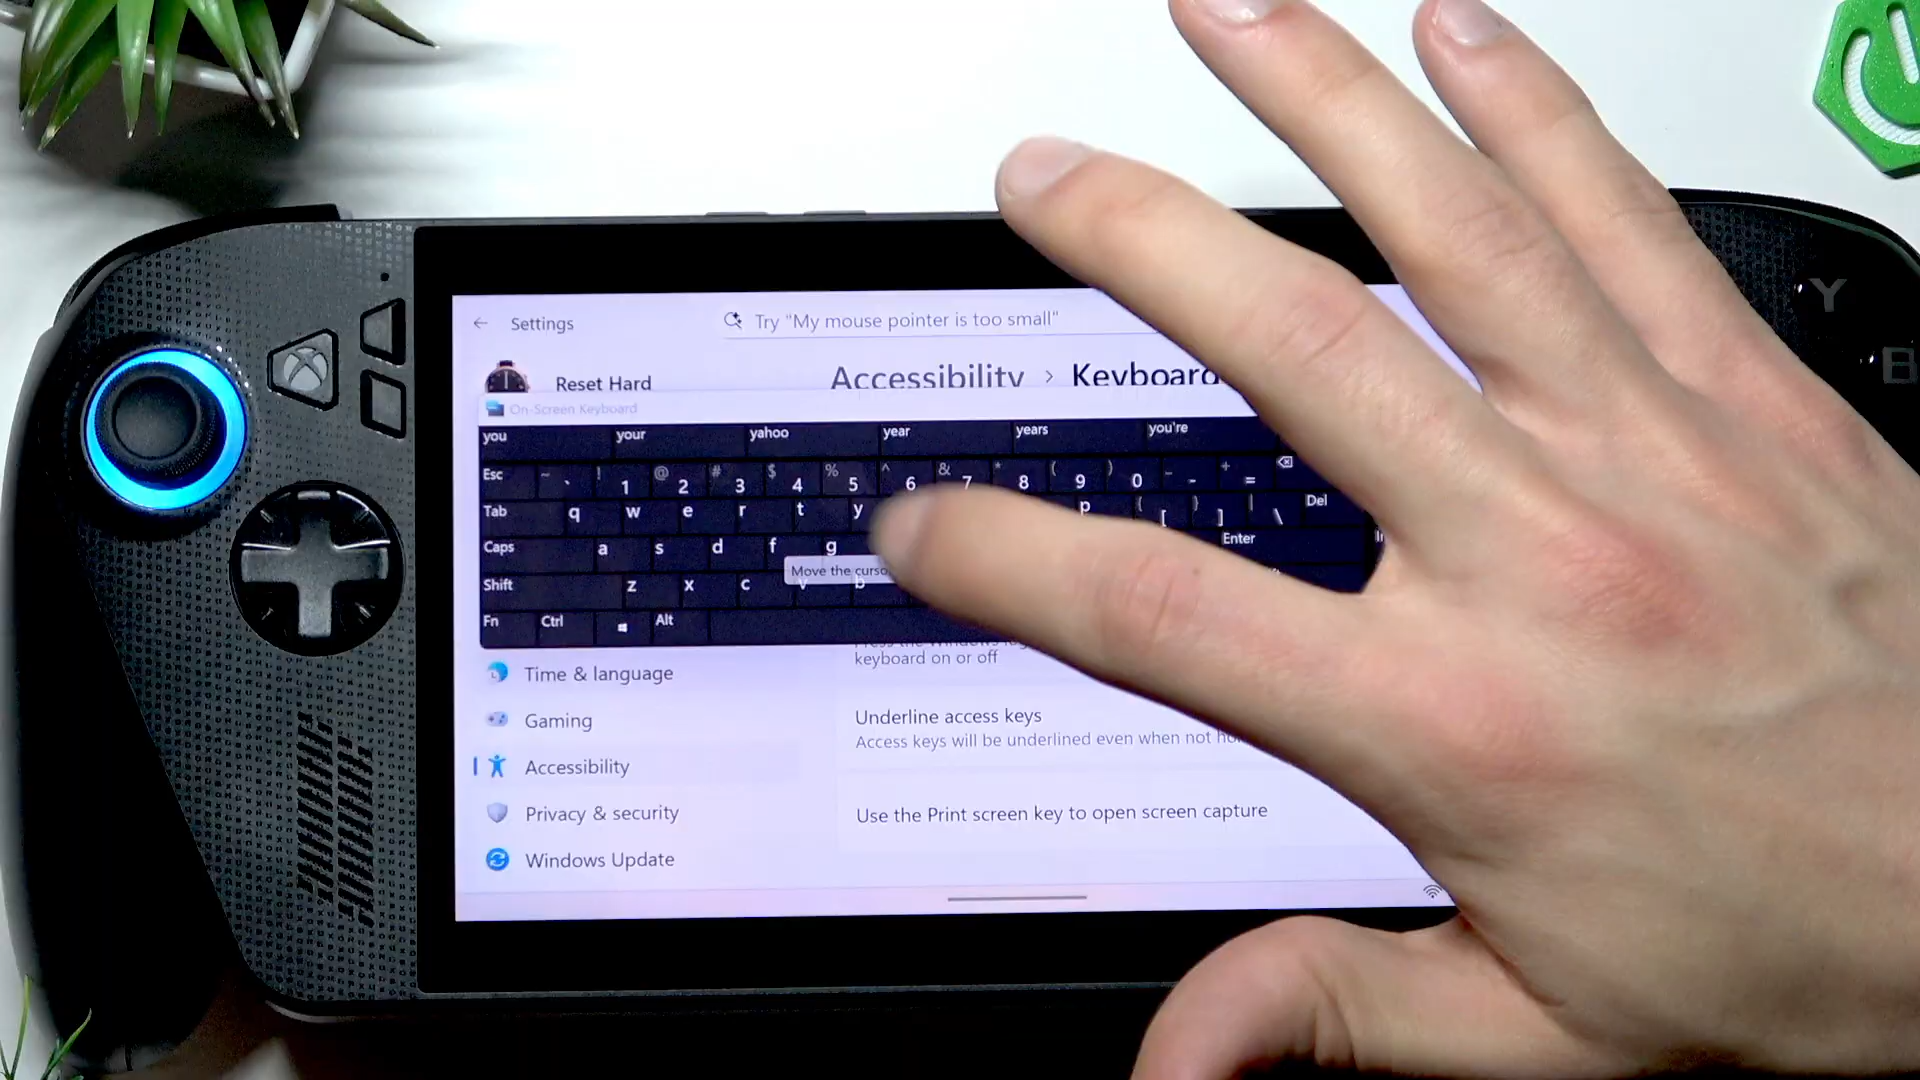 Settings
Try "My mouse pointer is too small"
Reset Hard
Accessibility > Keyboard
On-Screen Keyboard
you your yahoo year years you're
Esc ~ ` ! 1 @ 2 # 3 $ 4 % 5 ^ 6 & 7 * 8 ( 9 ) 0 _ - + =
Tab q w e r t y p { [ } ] | \ Del
Caps a s d f g Enter
Move the
Shift z x c v b
Fn Ctrl Alt
keyboard on or off
Time & language
Gaming
Underline access keys
Access keys will be underlined even when not
Accessibility
Privacy & security
Use the Print screen key to open screen capture
Windows Update
Y
B